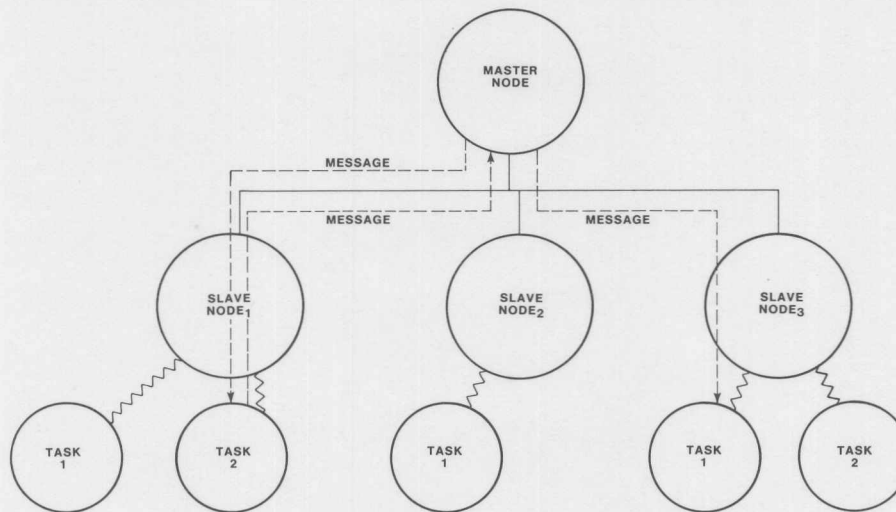 MASTER
NODE
MESSAGE
MESSAGE
MESSAGE
SLAVE
NODE1
SLAVE
NODE2
SLAVE
NODE3
TASK
1
TASK
2
TASK
1
TASK
1
TASK
2